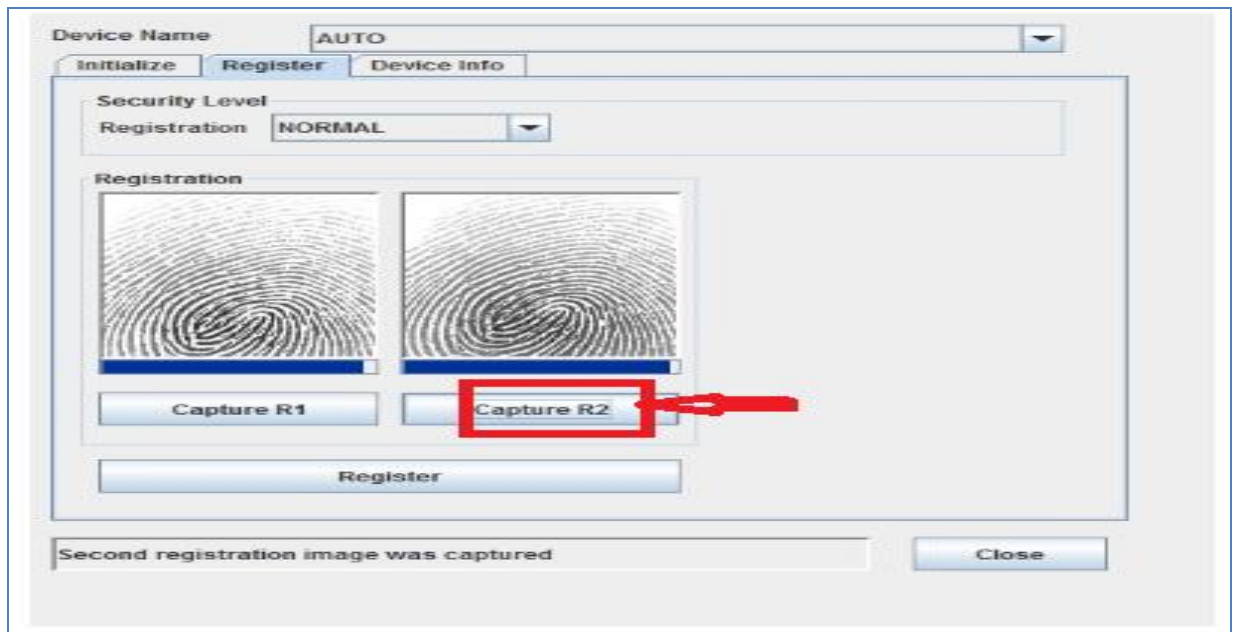 Device Name AUTO
Initialize Register Device Info
Security Level
Registration NORMAL
Registration
Capture R1 Capture R2
Register
Second registration image was captured Close